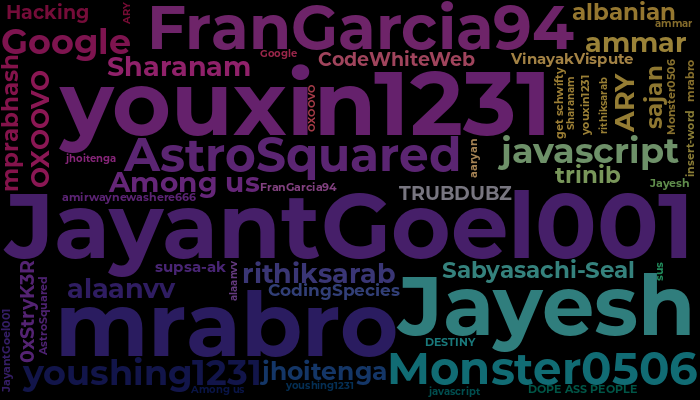 Hacking
ARY
FranGarcia94
albanian
ammar
Google
ammar
Sharanam
Google
CodeWhiteWeb
VinayakVispute
mprabhash
oxoovo
youxin1231
oxoovo
get schwifty
Sharanam
youxin1231
rithiksarab
ARY
sajan
Monster0506
mrabro
insert-word
jhoitenga
AstroSquared
aaryan
javascript
trinib
Jayesh
Among us
FranGarcia94
TRUBDUBZ
amirwaynewashere666
JayantGoel001
supsa-ak
alaanvv
rithiksarab
Sabyasachi-Seal
sus
0xStryK3R
AstroSquared
alaanvv
CodingSpecies
Jayesh
mrabro
JayantGoel001
DESTINY
youshing1231
Among us
jhoitenga
youshing1231
Monster0506
javascript
DOPE ASS PEOPLE